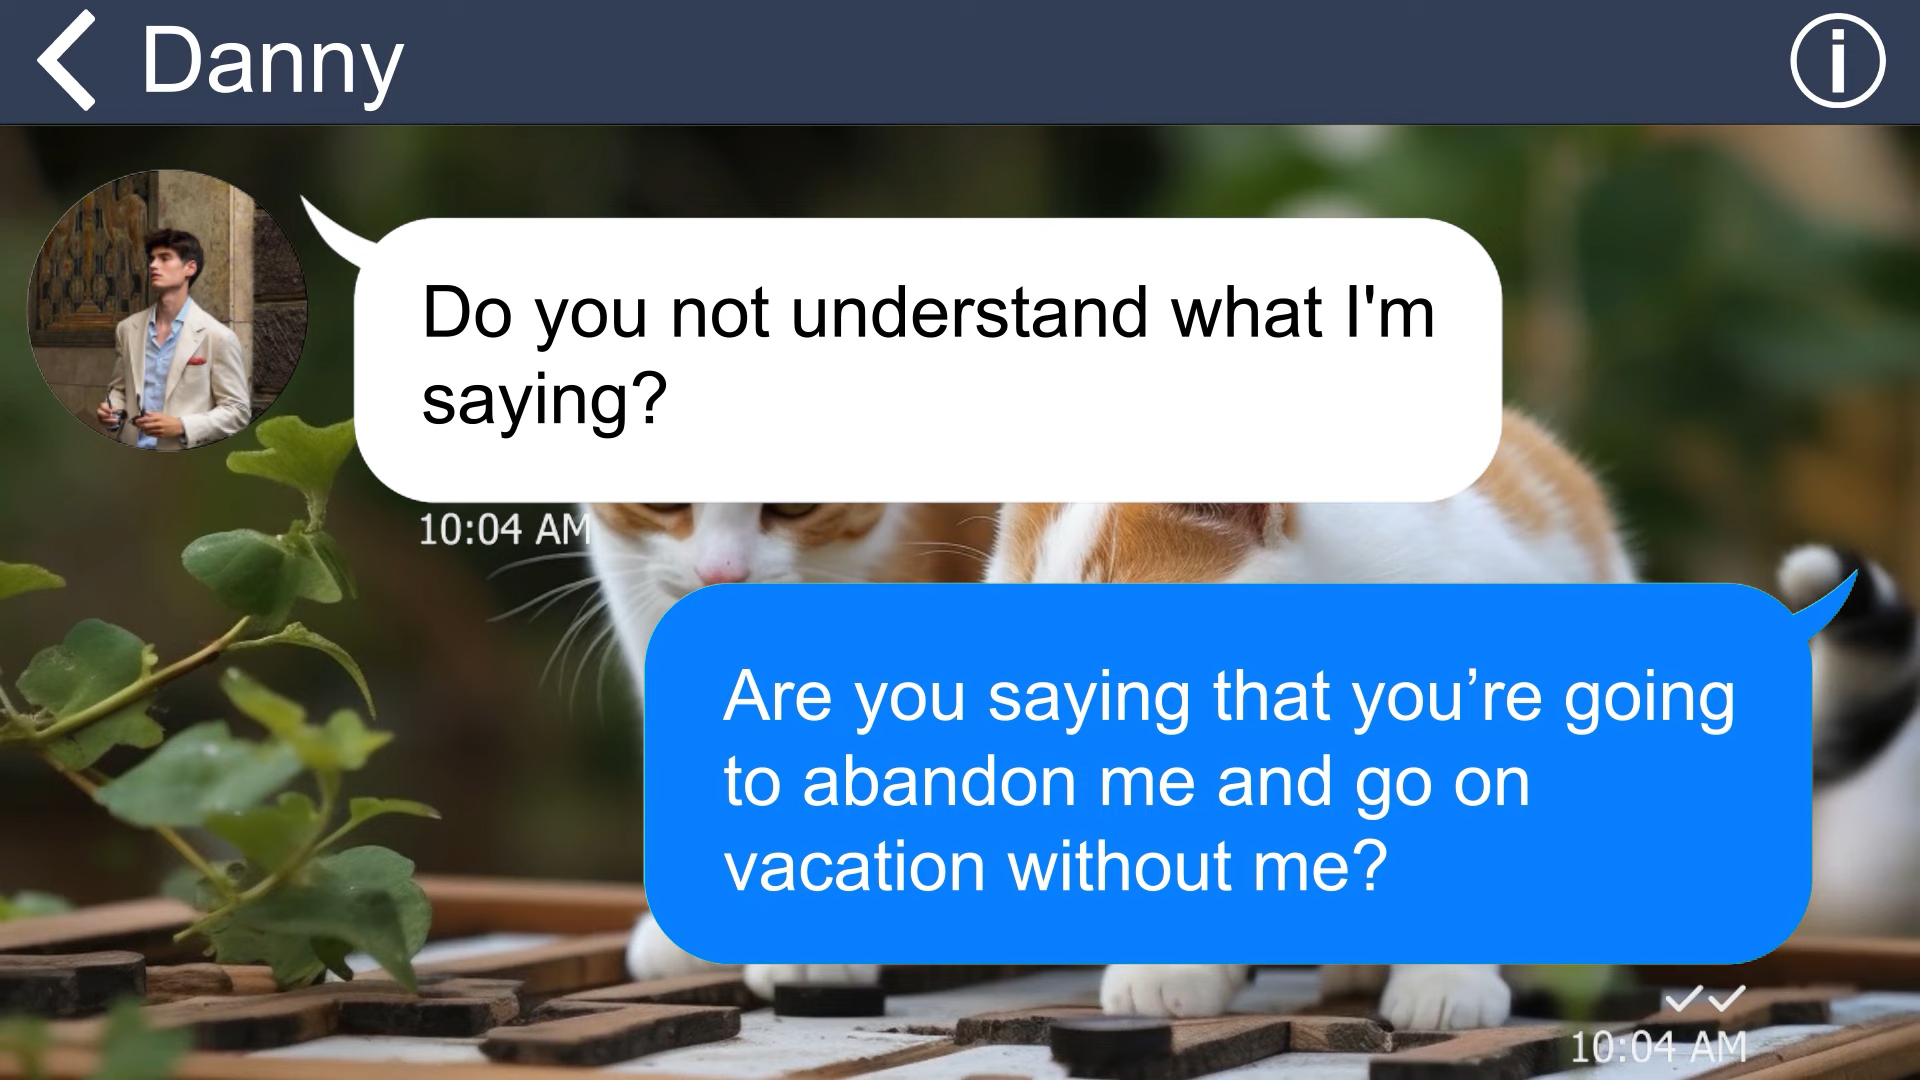 Danny
Do you not understand what I'm
saying?
10:04 AM
Are you saying that you’re going
to abandon me and go on
vacation without me?
10:04 AM